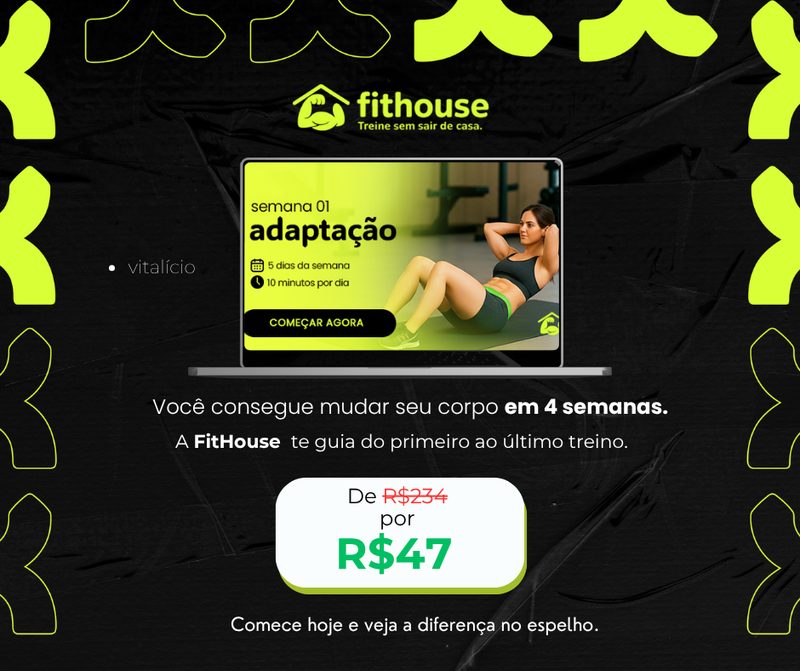 fithouse
Treine sem sair de casa.
semana 01
adaptação
5 dias da semana
10 minutos por dia
COMEÇAR AGORA
• vitalício
Você consegue mudar seu corpo em 4 semanas.
A FitHouse te guia do primeiro ao último treino.
De R$234
por
R$47
Comece hoje e veja a diferença no espelho.